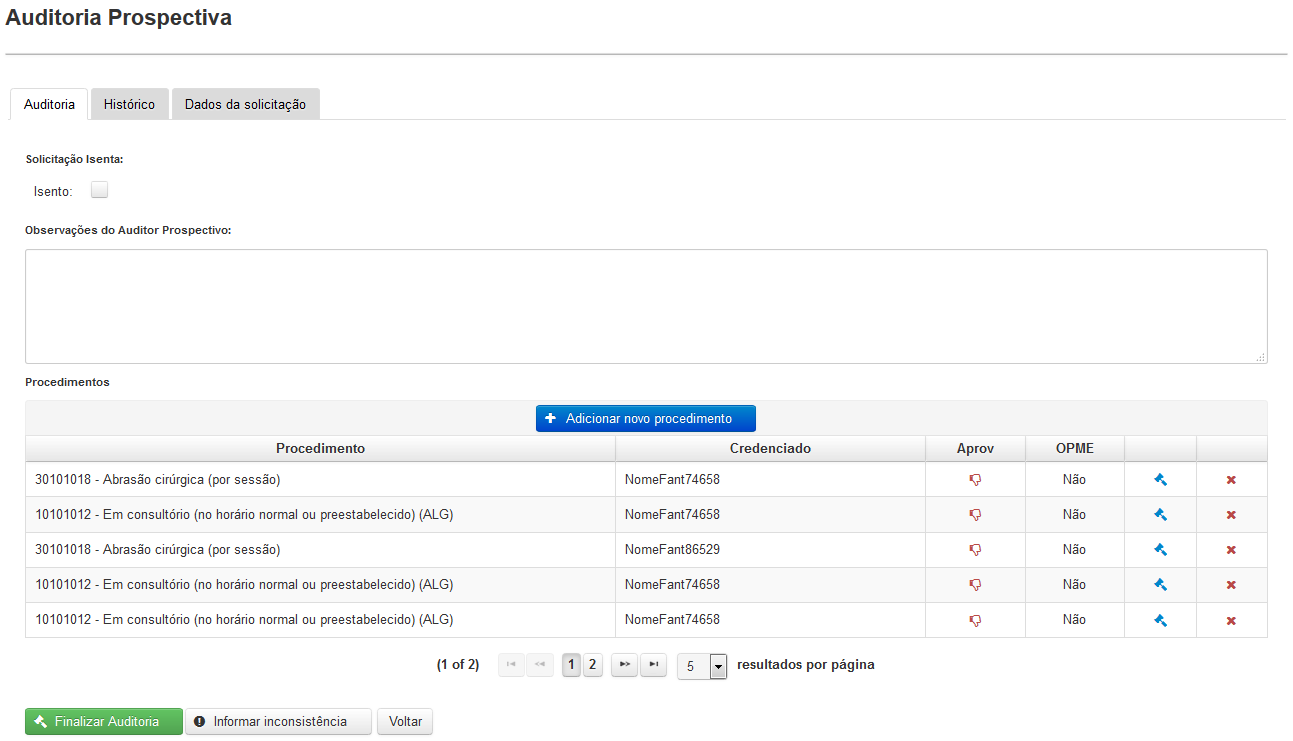 Auditoria Prospectiva
Auditoria Histórico Dados da solicitação
Solicitação Isenta:
Isento:
Observações do Auditor Prospectivo:
Procedimentos
Adicionar novo procedimento
Procedimento Credenciado Aprov OPME
30101018 - Abrasão cirúrgica (por sessão) NomeFant74658 Não
10101012 - Em consultório (no horário normal ou preestabelecido) (ALG) NomeFant74658 Não
30101018 - Abrasão cirúrgica (por sessão) NomeFant86529 Não
10101012 - Em consultório (no horário normal ou preestabelecido) (ALG) NomeFant74658 Não
10101012 - Em consultório (no horário normal ou preestabelecido) (ALG) NomeFant74658 Não
(1 of 2) 1 2 5 resultados por página
Finalizar Auditoria Informar inconsistência Voltar